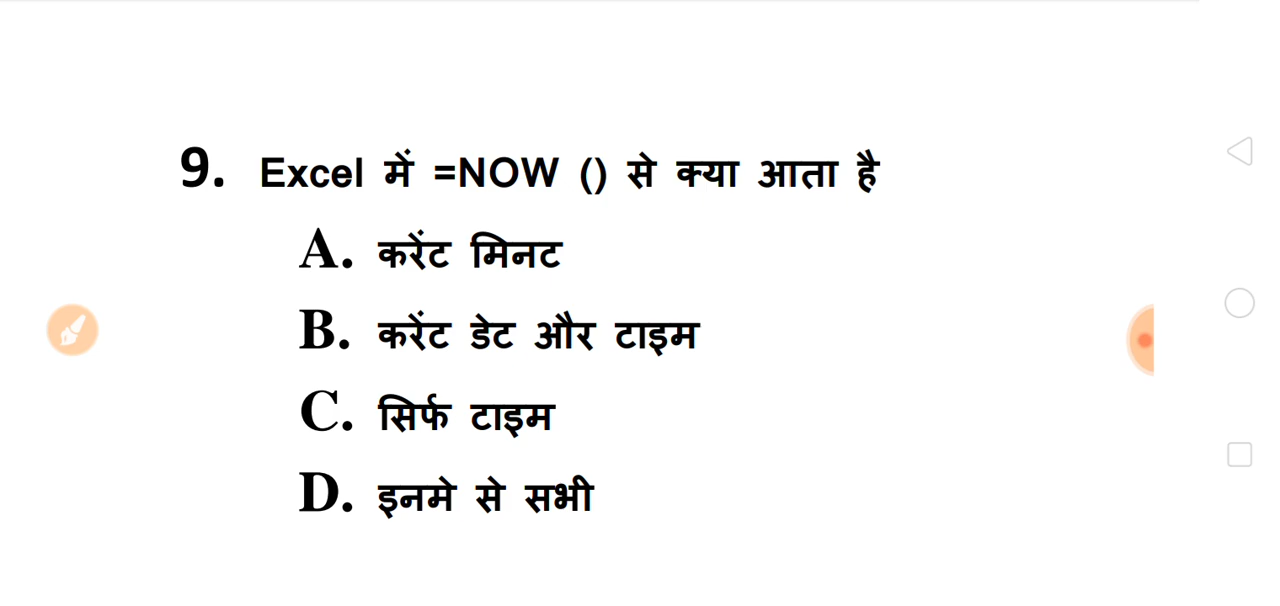 9. Excel में =NOW () से क्या आता है
A. करेंट मिनट
B. करेंट डेट और टाइम
C. सिर्फ टाइम
D. इनमे से सभी